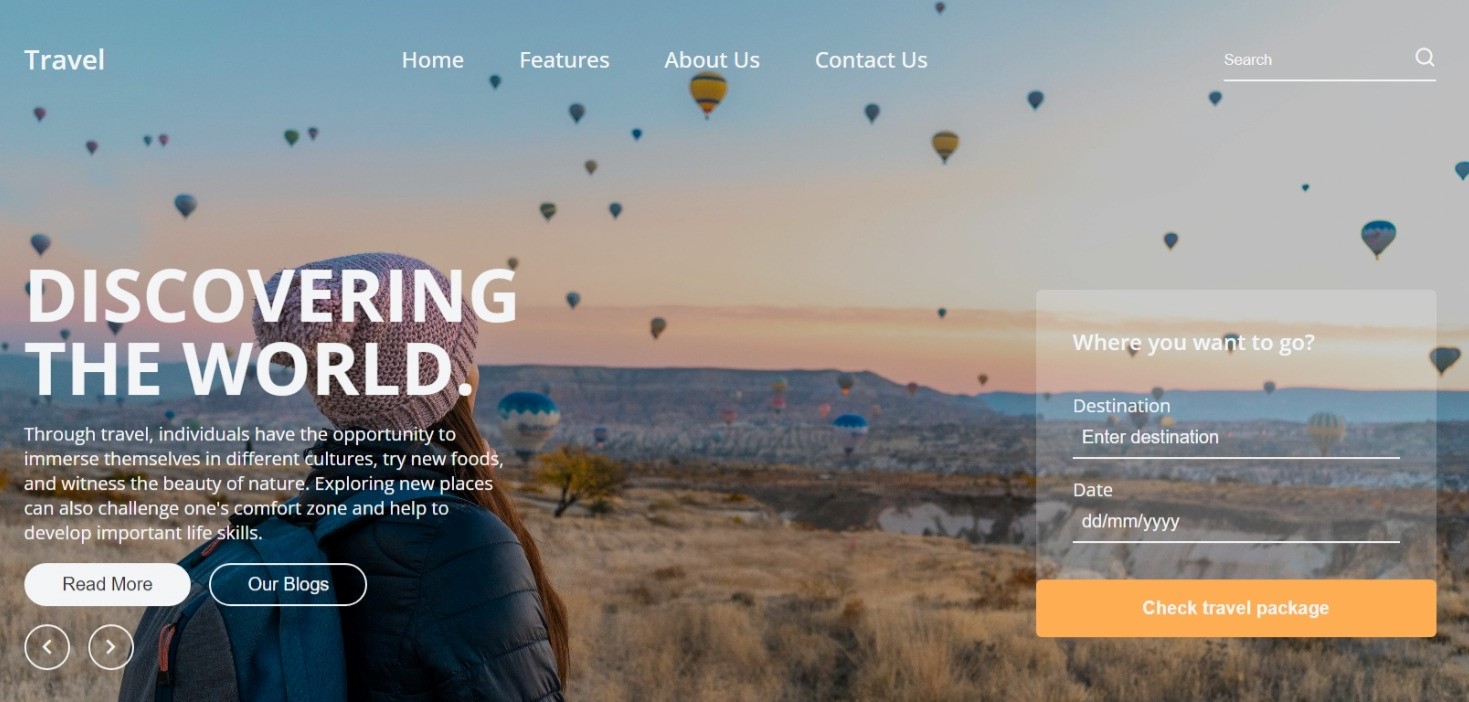 Travel
Home
Features
About Us
Contact Us
Search
DISCOVERING
THE WORLD.
Through travel, individuals have the opportunity to
immerse themselves in different cultures, try new foods,
and witness the beauty of nature. Exploring new places
can also challenge one's comfort zone and help to
develop important life skills.
Read More
Our Blogs
Where you want to go?
Destination
Enter destination
Date
dd/mm/yyyy
Check travel package